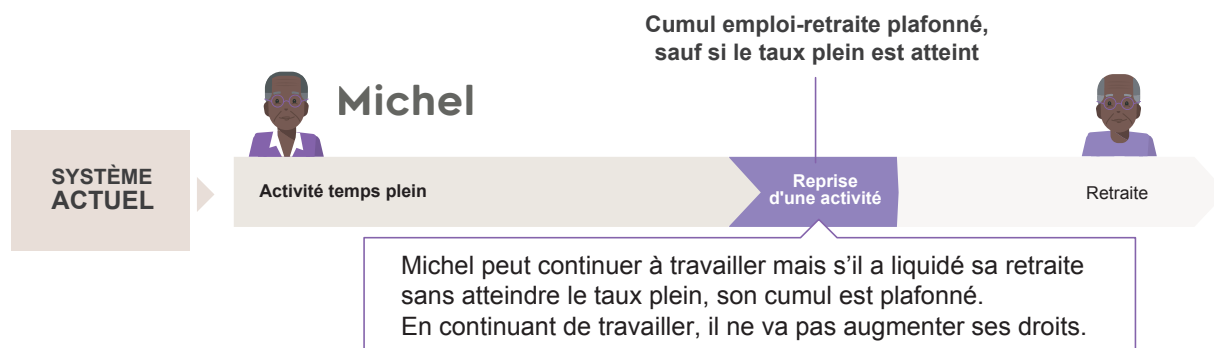 Cumul emploi-retraite plafonné,
sauf si le taux plein est atteint
Michel
SYSTÈME
ACTUEL
Activité temps plein
Reprise
d'une activité
Retraite
Michel peut continuer à travailler mais s’il a liquidé sa retraite
sans atteindre le taux plein, son cumul est plafonné.
En continuant de travailler, il ne va pas augmenter ses droits.